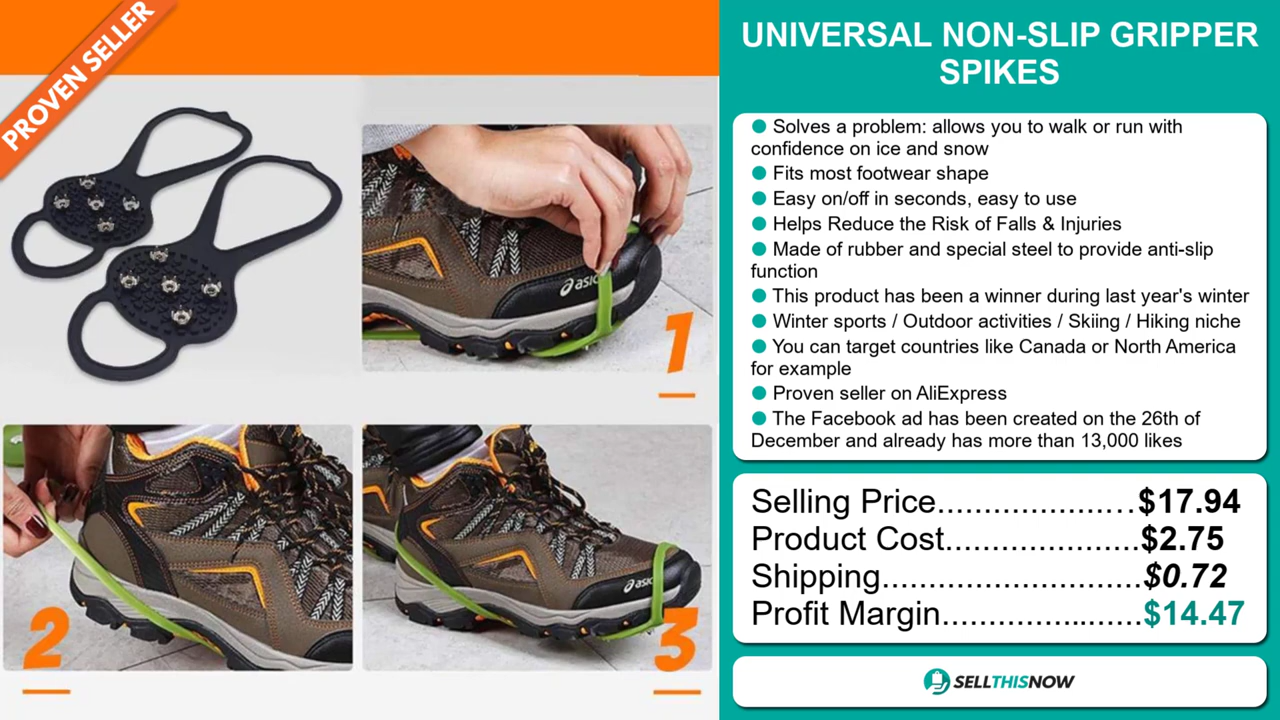 PROVEN SELLER
asics
1
2
asics
3
UNIVERSAL NON-SLIP GRIPPER
SPIKES
● Solves a problem: allows you to walk or run with
confidence on ice and snow
● Fits most footwear shape
● Easy on/off in seconds, easy to use
● Helps Reduce the Risk of Falls & Injuries
● Made of rubber and special steel to provide anti-slip
function
● This product has been a winner during last year's winter
● Winter sports / Outdoor activities / Skiing / Hiking niche
● You can target countries like Canada or North America
for example
● Proven seller on AliExpress
● The Facebook ad has been created on the 26th of
December and already has more than 13,000 likes
Selling Price.....................$17.94
Product Cost.....................$2.75
Shipping............................$0.72
Profit Margin......................$14.47
SELLTHISNOW